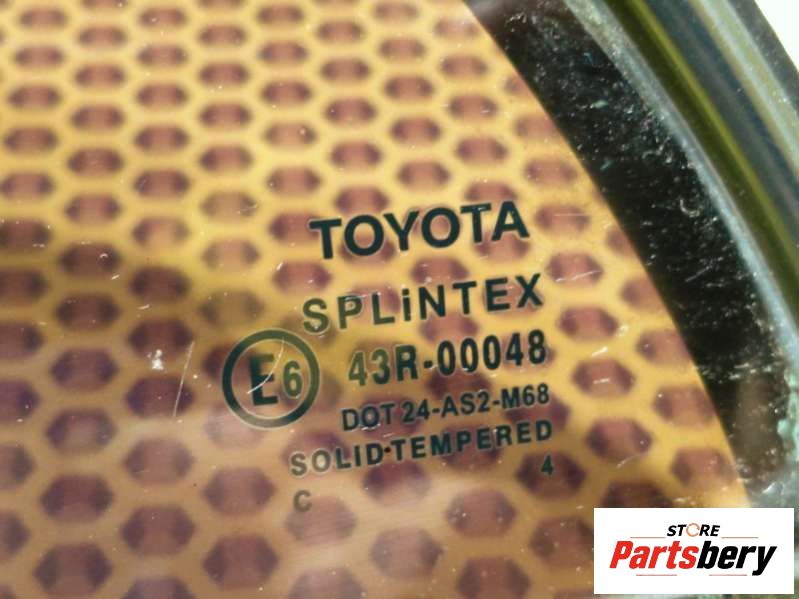 TOYOTA
SPLiNTEX
E6 43R-00048
DOT 24-AS2-M68
SOLID-TEMPERED
C 4
STORE
Partsbery